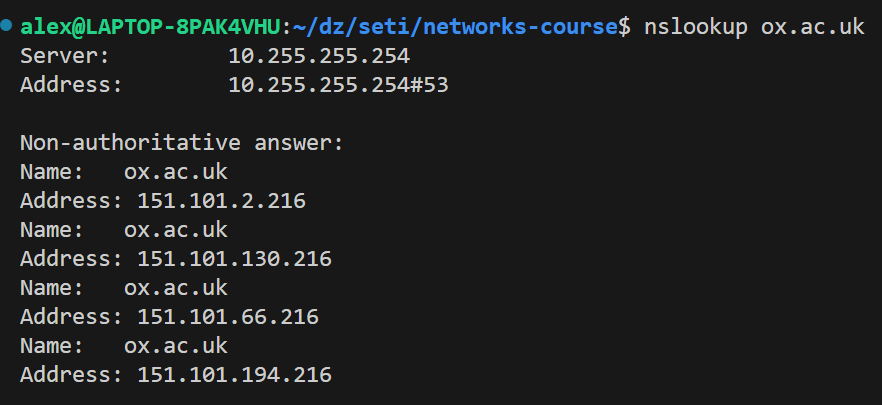 alex@LAPTOP-8PAK4VHU:~/dz/seti/networks-course$ nslookup ox.ac.uk
Server:         10.255.255.254
Address:        10.255.255.254#53

Non-authoritative answer:
Name:   ox.ac.uk
Address: 151.101.2.216
Name:   ox.ac.uk
Address: 151.101.130.216
Name:   ox.ac.uk
Address: 151.101.66.216
Name:   ox.ac.uk
Address: 151.101.194.216